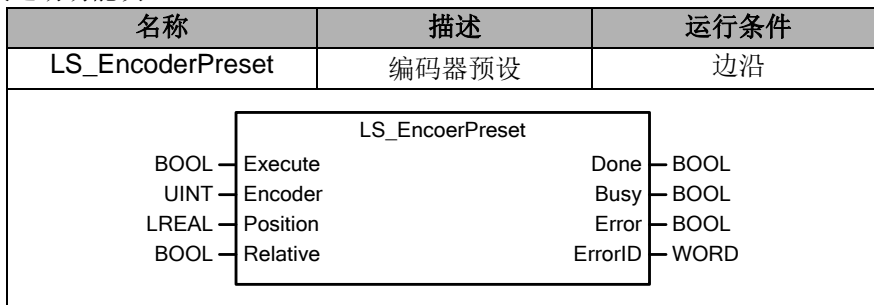 名称 描述 运行条件
LS_EncoderPreset 编码器预设 边沿
LS_EncoerPreset
BOOL Execute Done BOOL
UINT Encoder Busy BOOL
LREAL Position Error BOOL
BOOL Relative ErrorID WORD